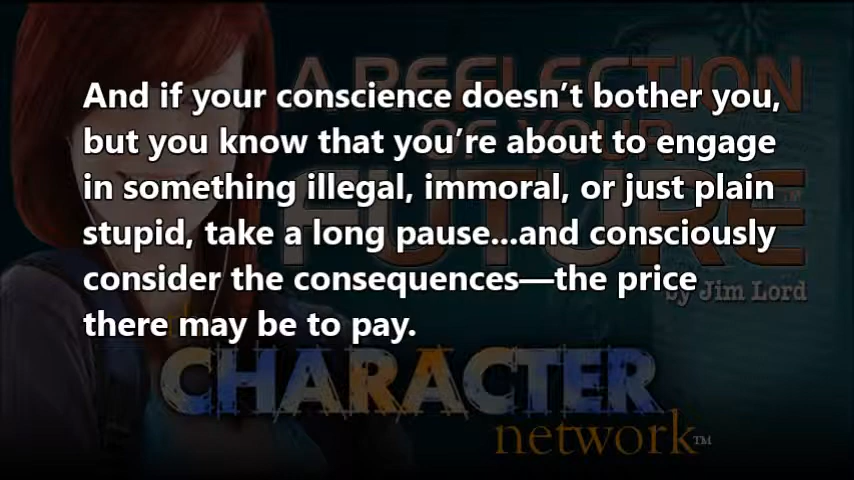 And if your conscience doesn’t bother you,
but you know that you’re about to engage
in something illegal, immoral, or just plain
stupid, take a long pause...and consciously
consider the consequences—the price
there may be to pay.
A REFLECTION
OF YOUR
FUTURE™
by Jim Lord
CHARACTER
network™